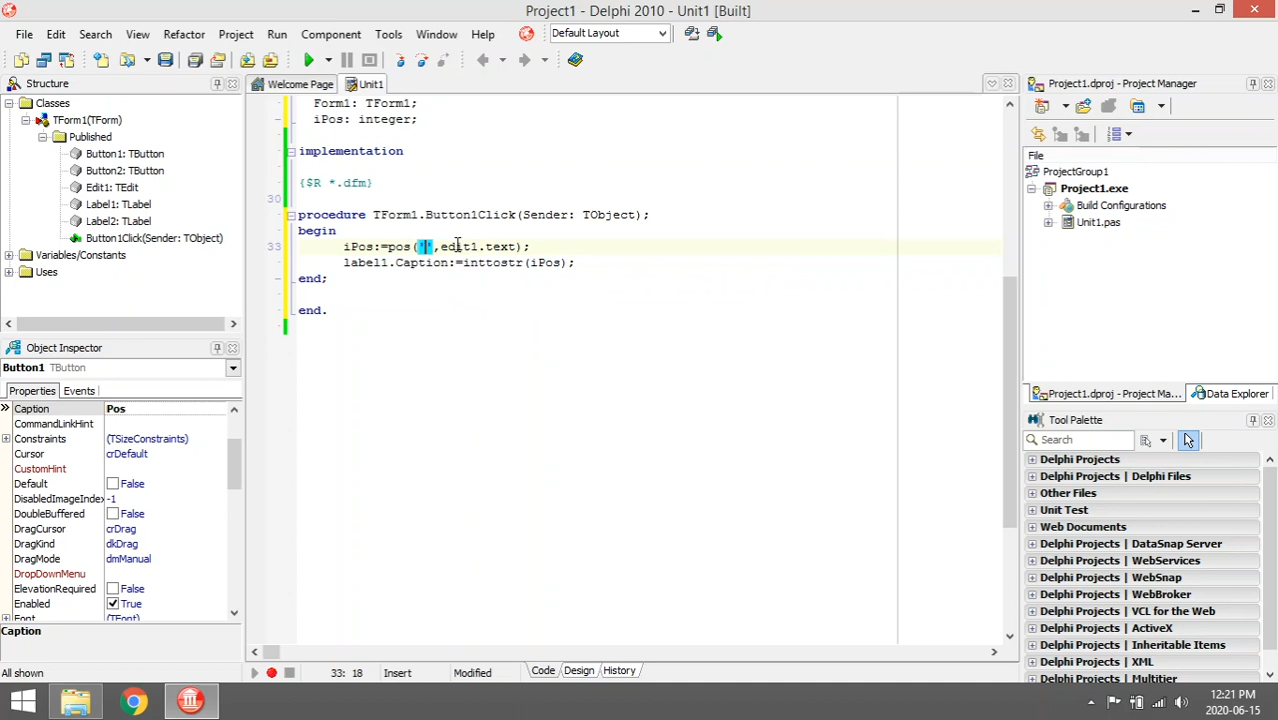 Project1 - Delphi 2010 - Unit1 [Built]
File Edit Search View Refactor Project Run Component Tools Window Help Default Layout
Structure
Classes
TForm1(TForm)
Published
Button1: TButton
Button2: TButton
Edit1: TEdit
Label1: TLabel
Label2: TLabel
Button1Click(Sender: TObject)
Variables/Constants
Uses
Object Inspector
Button1 TButton
Properties Events
Caption Pos
CommandLinkHint
Constraints (TSizeConstraints)
Cursor crDefault
CustomHint
Default False
DisabledImageIndex -1
DoubleBuffered False
DragCursor crDrag
DragKind dkDrag
DragMode dmManual
DropDownMenu
ElevationRequired False
Enabled True
Font (TFont)
Caption
All shown
Welcome Page Unit1
Form1: TForm1;
iPos: integer;
implementation
{$R *.dfm}
30
procedure TForm1.Button1Click(Sender: TObject);
begin
33 iPos:=pos('',edit1.text);
label1.Caption:=inttostr(iPos);
end;
end.
33: 18 Insert Modified Code Design History
Project1.dproj - Project Manager
File
ProjectGroup1
Project1.exe
Build Configurations
Unit1.pas
Project1.dproj - Project Ma... Data Explorer
Tool Palette
Search
Delphi Projects
Delphi Projects | Delphi Files
Other Files
Unit Test
Web Documents
Delphi Projects | DataSnap Server
Delphi Projects | WebServices
Delphi Projects | WebSnap
Delphi Projects | WebBroker
Delphi Projects | VCL for the Web
Delphi Projects | ActiveX
Delphi Projects | Inheritable Items
Delphi Projects | XML
Delphi Projects | Multitier
12:21 PM
2020-06-15